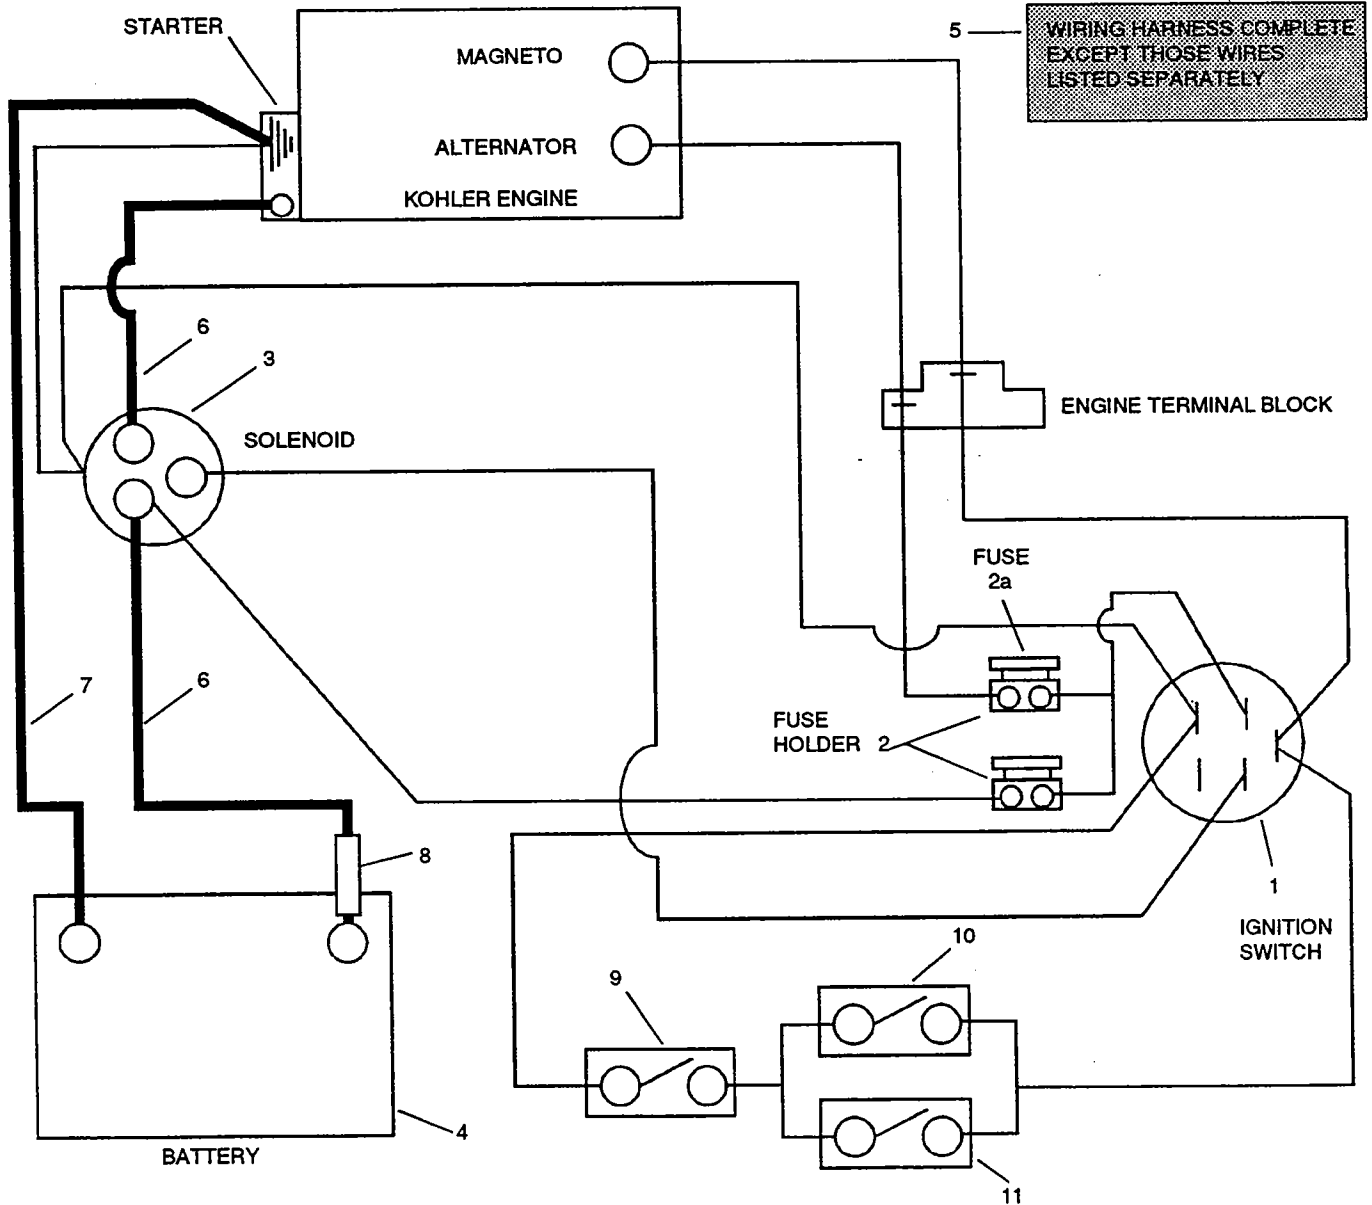 STARTER
MAGNETO
5
WIRING HARNESS COMPLETE
EXCEPT THOSE WIRES
LISTED SEPARATELY
ALTERNATOR
KOHLER ENGINE
6
3
SOLENOID
ENGINE TERMINAL BLOCK
FUSE
2a
7
6
FUSE
HOLDER 2
8
1
IGNITION
SWITCH
10
9
4
BATTERY
11